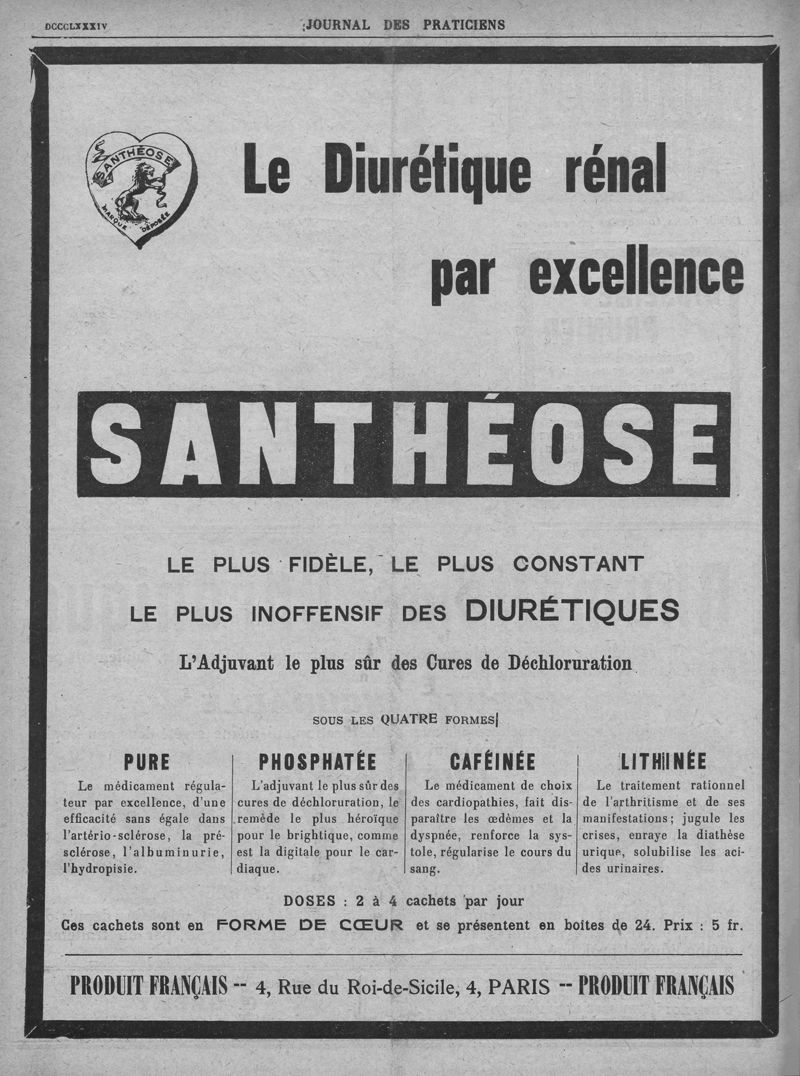 DCCCLXXXIV
JOURNAL DES PRATICIENS
SANTHÉOSE
MARQUE DÉPOSÉE
Le Diurétique rénal
par excellence
SANTHÉOSE
LE PLUS FIDÈLE, LE PLUS CONSTANT
LE PLUS INOFFENSIF DES DIURÉTIQUES
L'Adjuvant le plus sûr des Cures de Déchloruration
SOUS LES QUATRE FORMES
PURE
Le médicament régula-
teur par excellence, d'une
efficacité sans égale dans
l'artério-sclérose, la pré-
sclérose, l'albuminurie,
l'hydropisie.
PHOSPHATÉE
L'adjuvant le plus sûr des
cures de déchloruration, le
remède le plus héroïque
pour le brightique, comme
est la digitale pour le car-
diaque.
CAFÉINÉE
Le médicament de choix
des cardiopathies, fait dis-
paraître les œdèmes et la
dyspnée, renforce la sys-
tole, régularise le cours du
sang.
LITHINÉE
Le traitement rationnel
de l'arthritisme et de ses
manifestations; jugule les
crises, enraye la diathèse
urique, solubilise les aci-
des urinaires.
DOSES : 2 à 4 cachets par jour
Ces cachets sont en FORME DE CŒUR et se présentent en boîtes de 24. Prix : 5 fr.
PRODUIT FRANÇAIS -- 4, Rue du Roi-de-Sicile, 4, PARIS -- PRODUIT FRANÇAIS